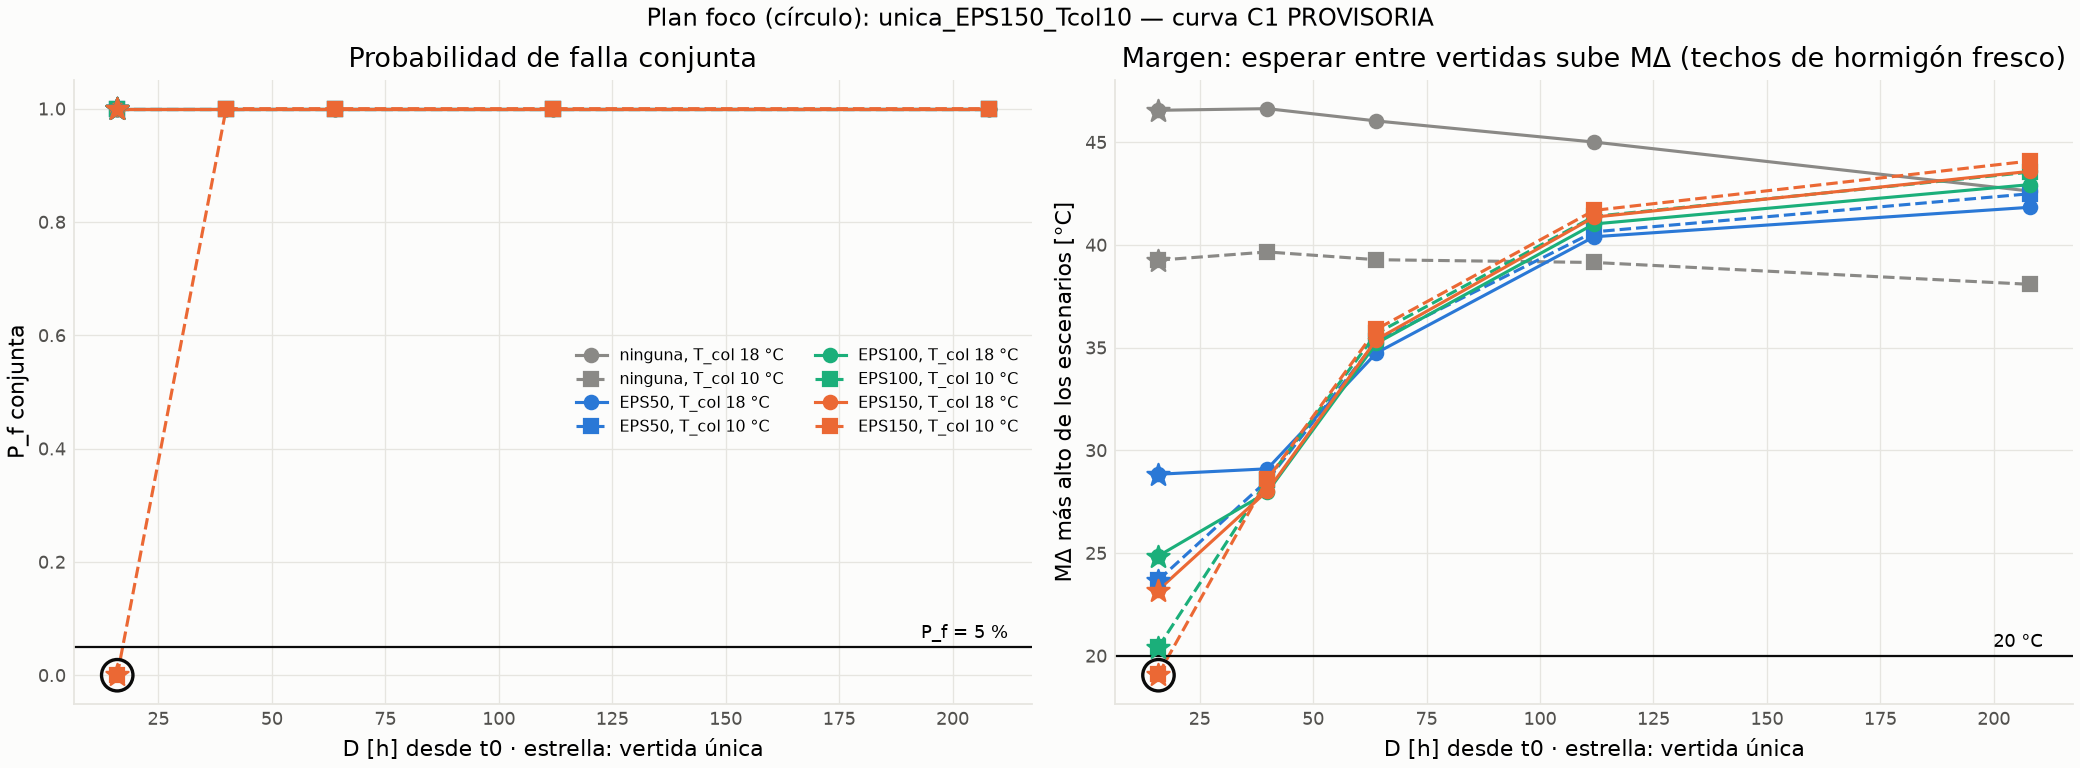 Plan foco (círculo): unica_EPS150_Tcol10 — curva C1 PROVISORIA
Probabilidad de falla conjunta
P_f conjunta
1.0
0.8
0.6
0.4
0.2
0.0
ninguna, T_col 18 °C
ninguna, T_col 10 °C
EPS50, T_col 18 °C
EPS50, T_col 10 °C
EPS100, T_col 18 °C
EPS100, T_col 10 °C
EPS150, T_col 18 °C
EPS150, T_col 10 °C
P_f = 5 %
25 50 75 100 125 150 175 200
D [h] desde t0 · estrella: vertida única
Margen: esperar entre vertidas sube MΔ (techos de hormigón fresco)
MΔ más alto de los escenarios [°C]
45
40
35
30
25
20
20 °C
25 50 75 100 125 150 175 200
D [h] desde t0 · estrella: vertida única